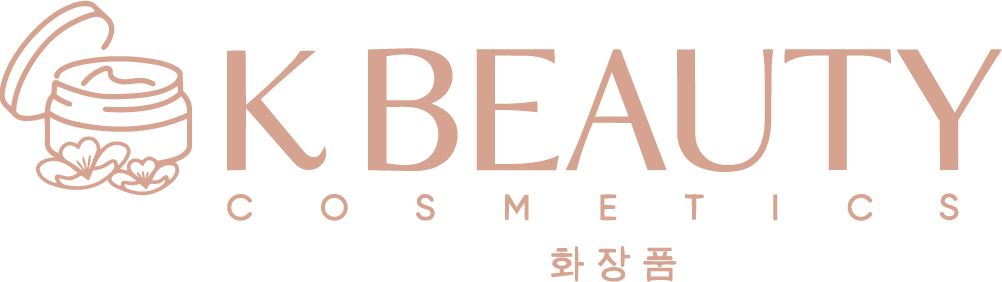 K BEAUTY
COSMETICS
화장품